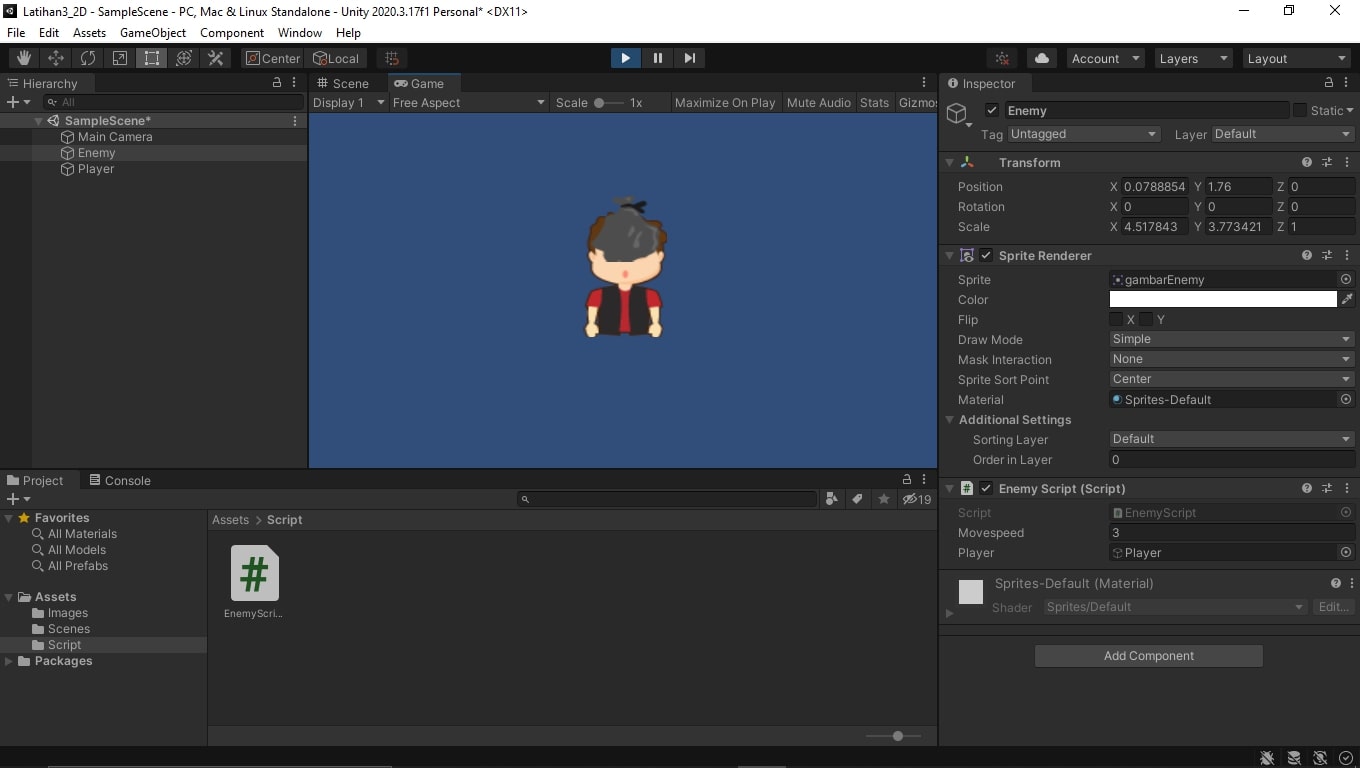 Latihan3_2D - SampleScene - PC, Mac & Linux Standalone - Unity 2020.3.17f1 Personal* <DX11>
File Edit Assets GameObject Component Window Help
Center Local Account Layers Layout
Hierarchy
All
SampleScene*
Main Camera
Enemy
Player
Scene Game
Display 1 Free Aspect Scale 1x Maximize On Play Mute Audio Stats Gizmos
Project Console
19
Favorites
All Materials
All Models
All Prefabs
Assets
Images
Scenes
Script
Packages
Assets > Script
#
EnemyScri...
Inspector
Enemy Static
Tag Untagged Layer Default
Transform
Position X 0.0788854 Y 1.76 Z 0
Rotation X 0 Y 0 Z 0
Scale X 4.517843 Y 3.773421 Z 1
Sprite Renderer
Sprite gambarEnemy
Color
Flip X Y
Draw Mode Simple
Mask Interaction None
Sprite Sort Point Center
Material Sprites-Default
Additional Settings
Sorting Layer Default
Order in Layer 0
# Enemy Script (Script)
Script EnemyScript
Movespeed 3
Player Player
Sprites-Default (Material)
Shader Sprites/Default Edit...
Add Component